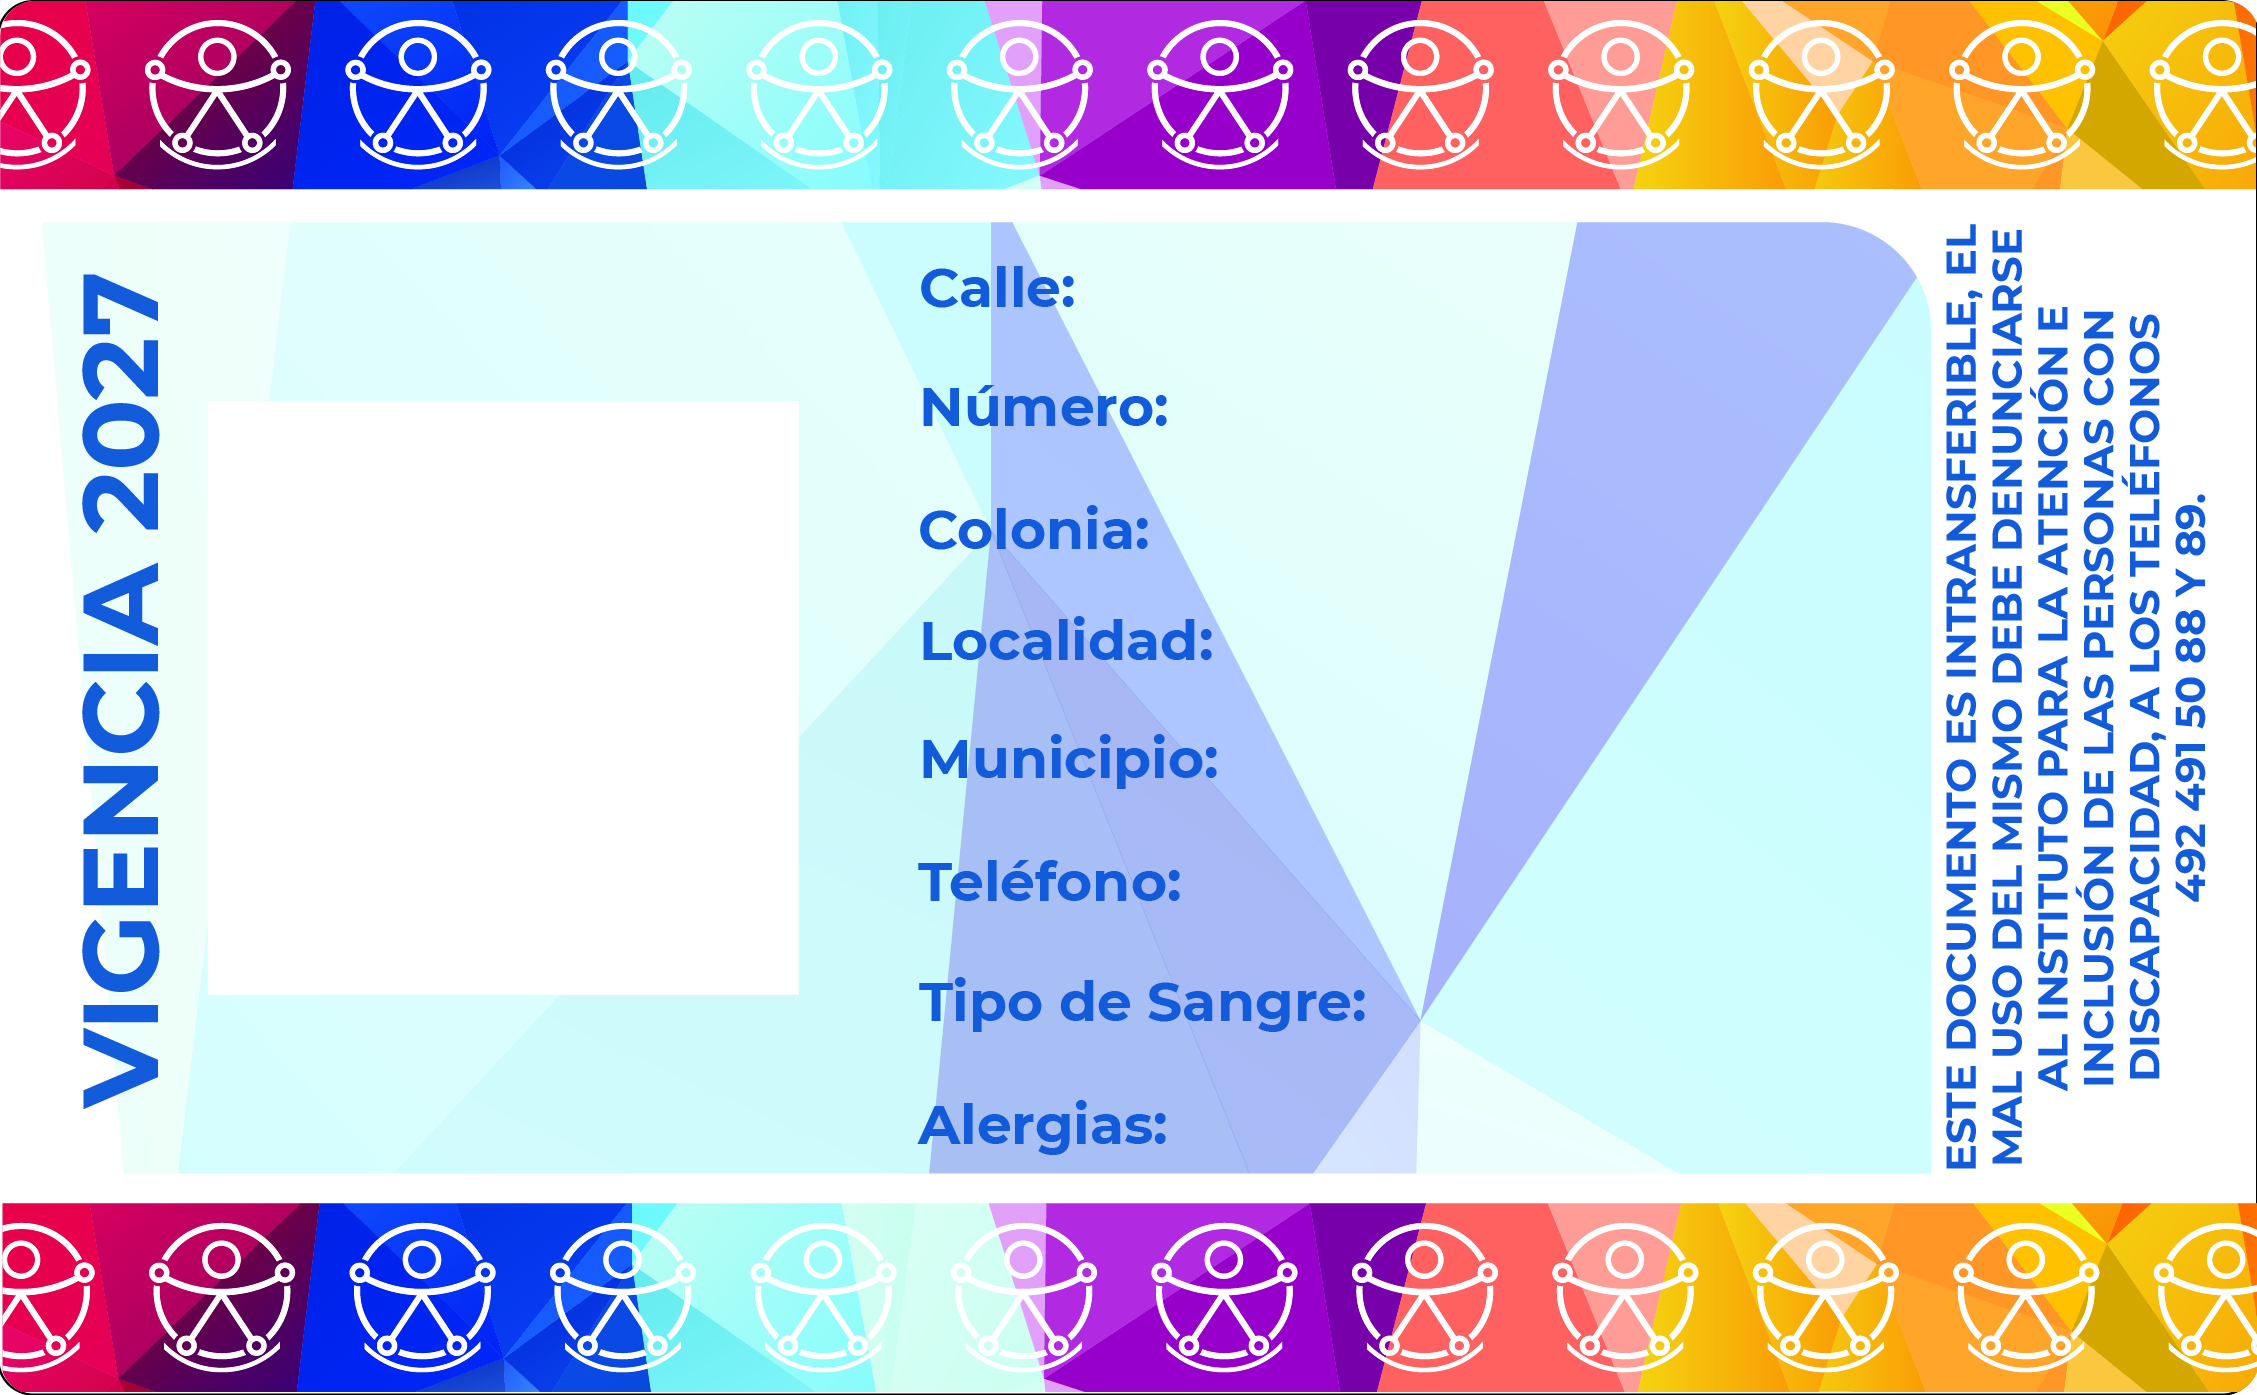 VIGENCIA 2027
Calle:
Número:
Colonia:
Localidad:
Municipio:
Teléfono:
Tipo de Sangre:
Alergias:
ESTE DOCUMENTO ES INTRANSFERIBLE, EL
MAL USO DEL MISMO DEBE DENUNCIARSE
AL INSTITUTO PARA LA ATENCIÓN E
INCLUSIÓN DE LAS PERSONAS CON
DISCAPACIDAD, A LOS TELÉFONOS
492 491 50 88 Y 89.